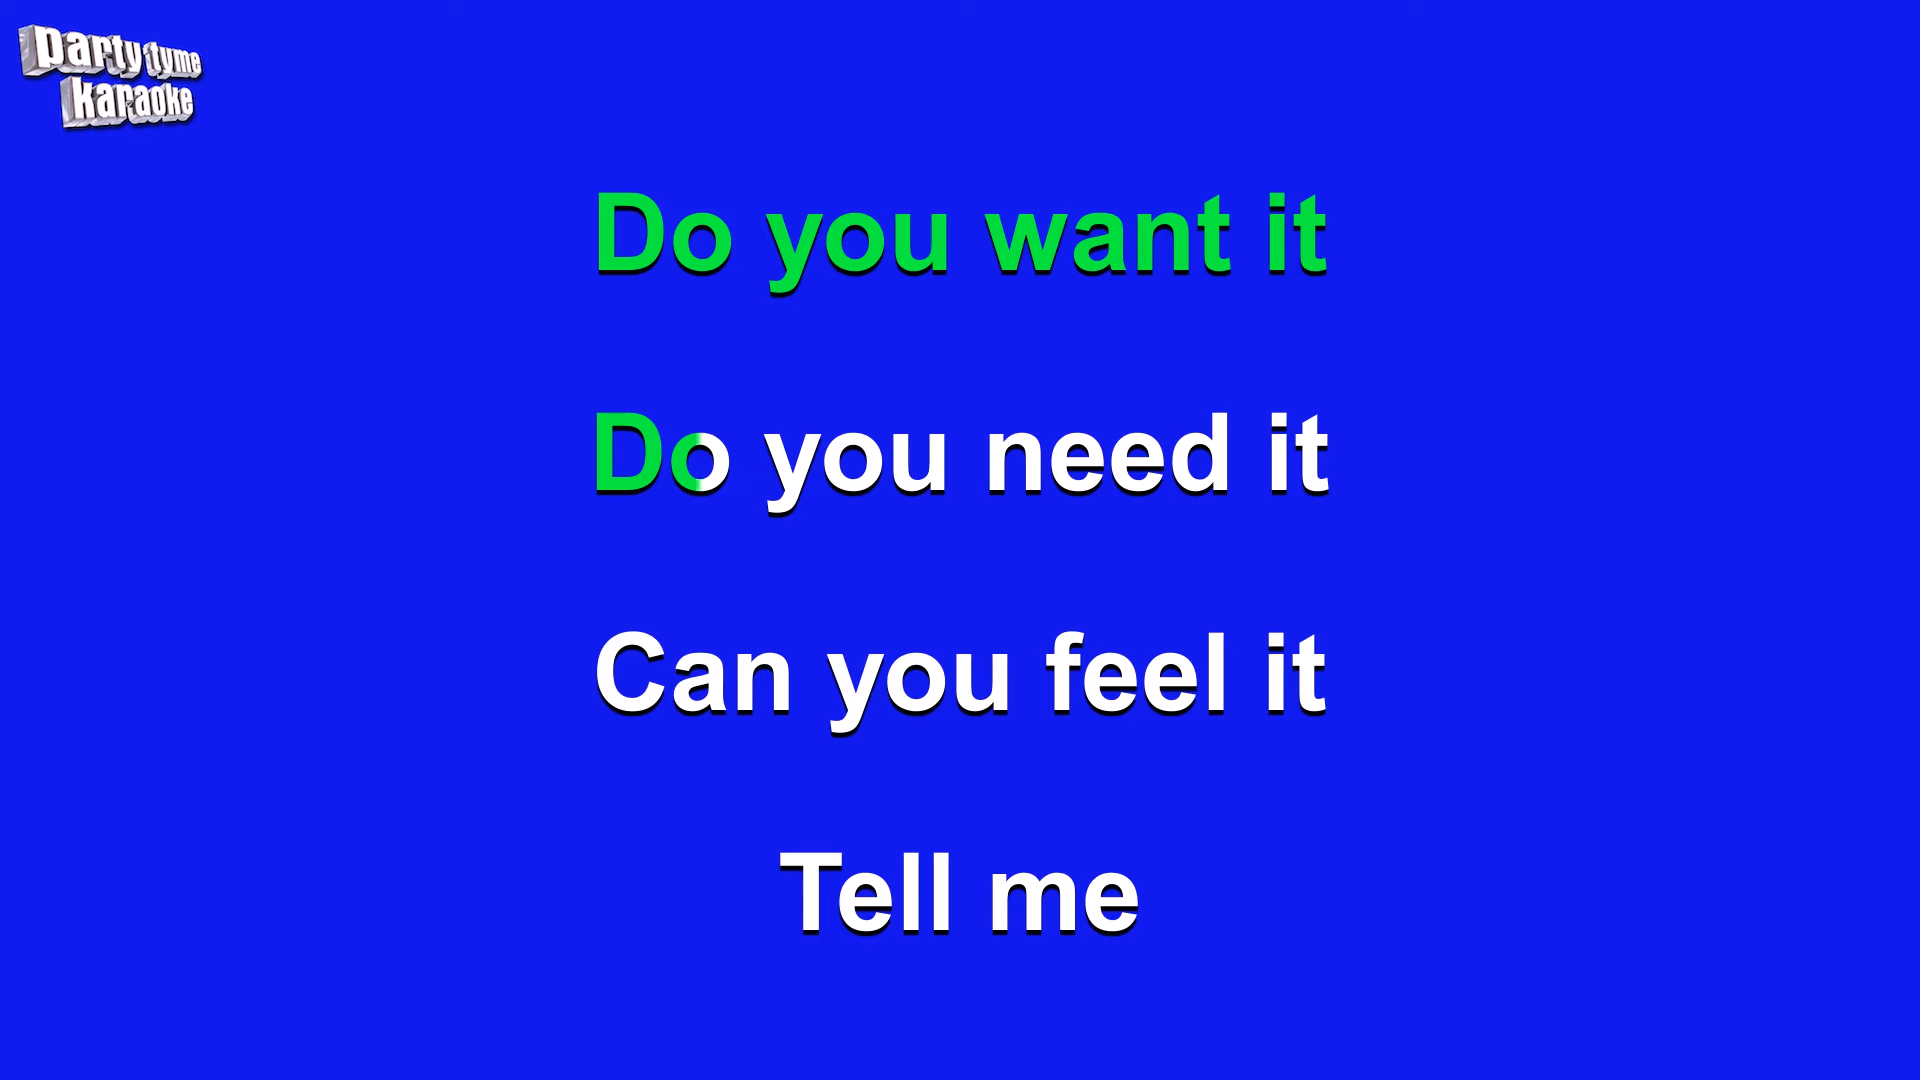 party tyme
karaoke
Do you want it
Do you need it
Can you feel it
Tell me